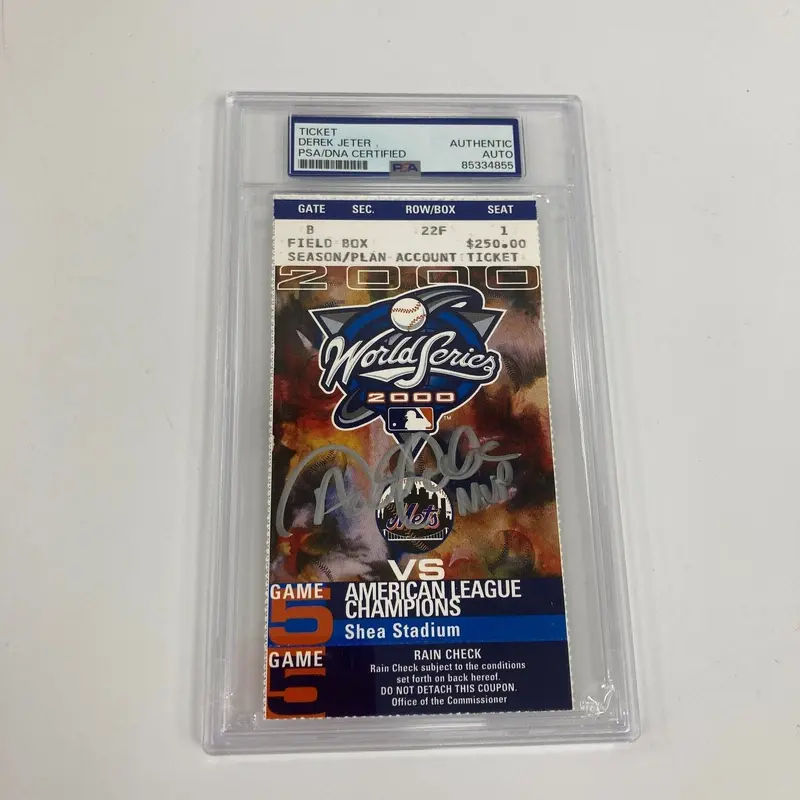 TICKET
DEREK JETER
PSA/DNA CERTIFIED
AUTHENTIC
AUTO
85334855
PSA
GATE SEC. ROW/BOX SEAT
B 22F 1
FIELD BOX $250.00
SEASON/PLAN ACCOUNT TICKET
2000
World Series
2000
TM
Mets
MVP
VS
GAME 5
AMERICAN LEAGUE
CHAMPIONS
Shea Stadium
GAME
RAIN CHECK
Rain Check subject to the conditions
set forth on back hereof.
DO NOT DETACH THIS COUPON.
Office of the Commissioner